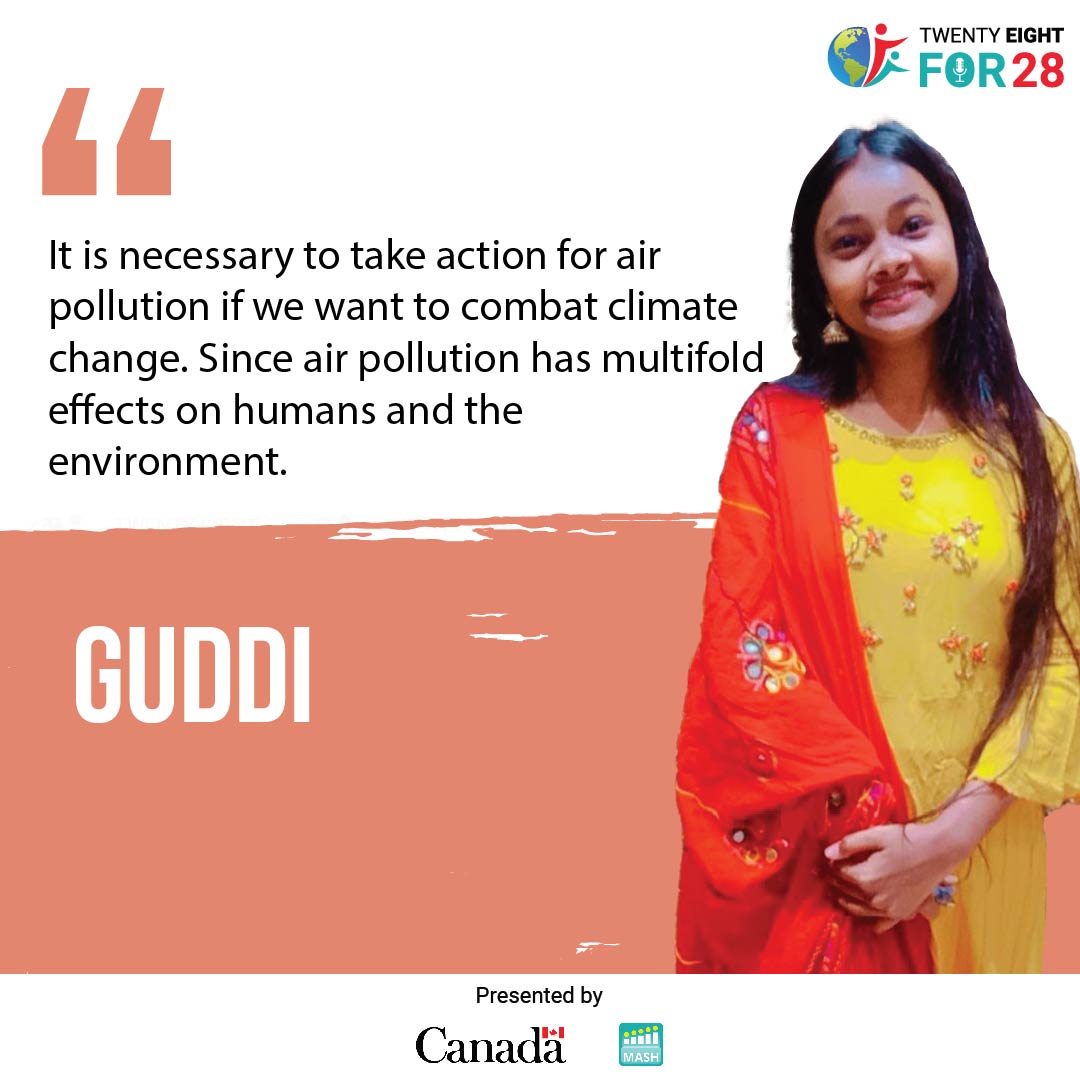 TWENTY EIGHT
FOR 28
“
It is necessary to take action for air
pollution if we want to combat climate
change. Since air pollution has multifold
effects on humans and the
environment.
GUDDI
Presented by
Canada
MASH